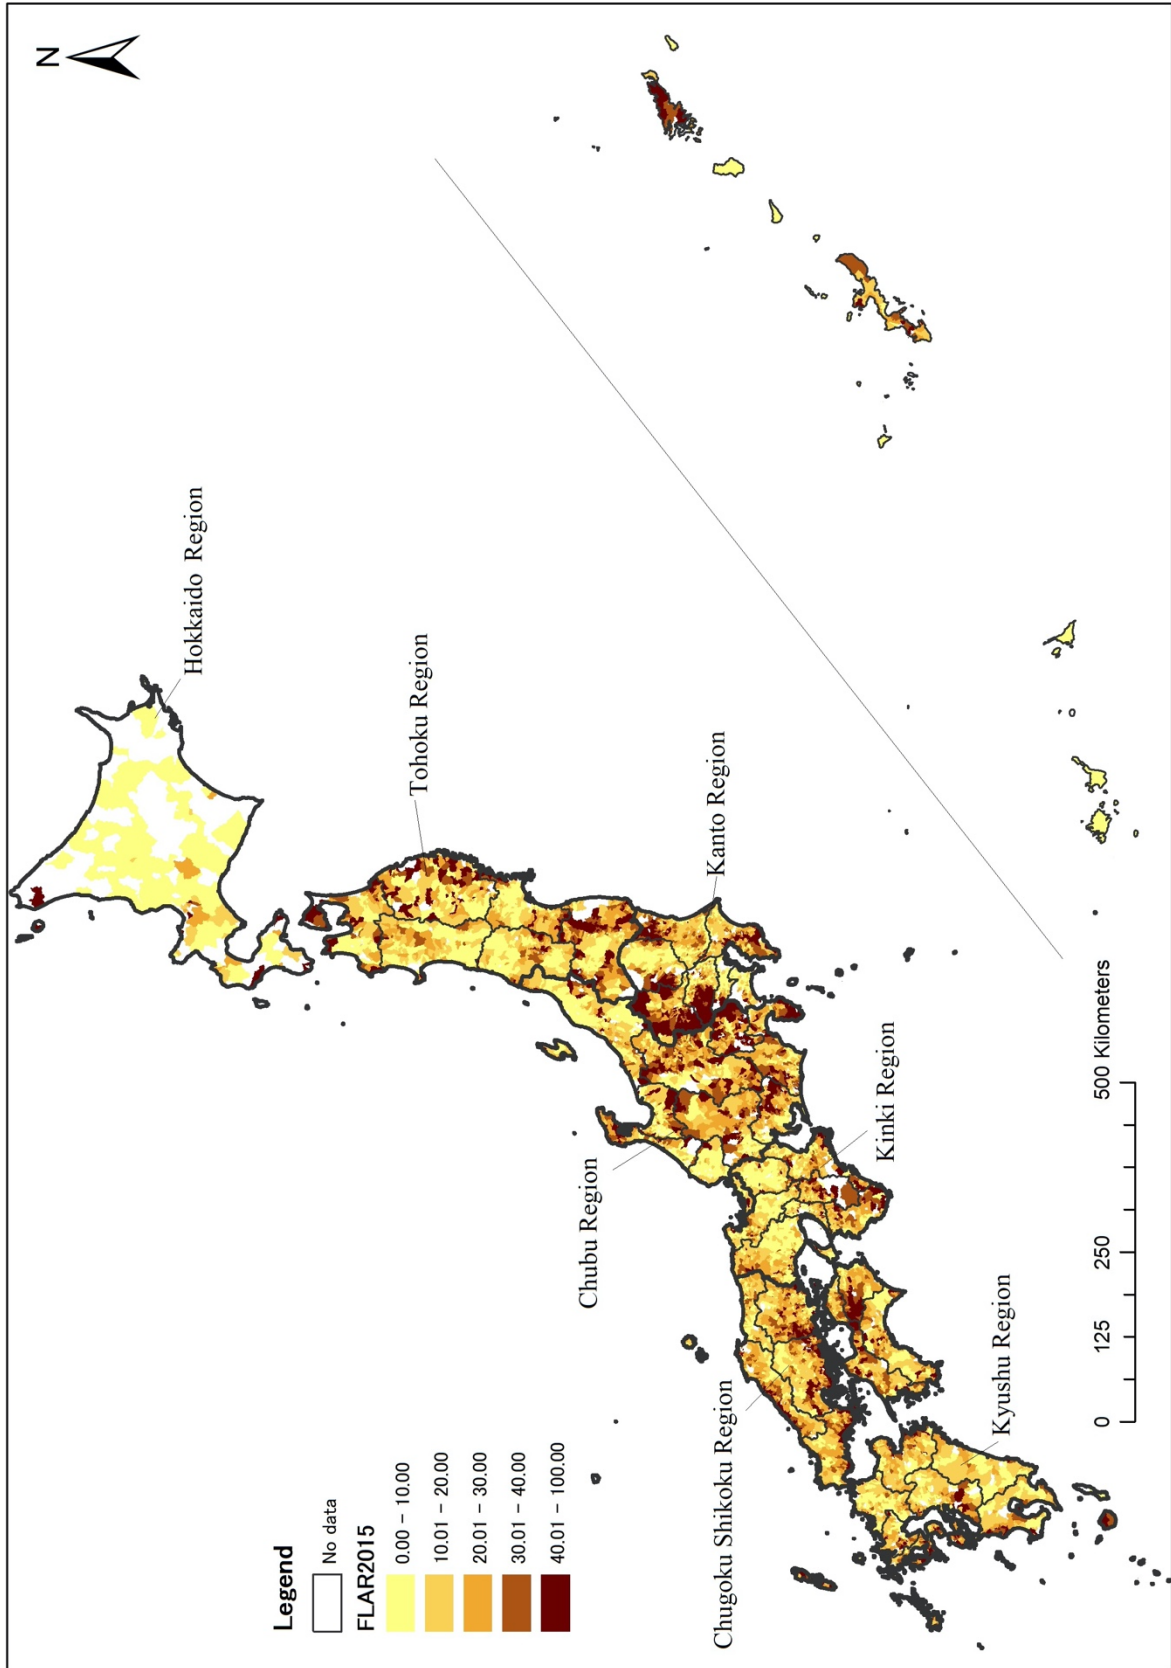 N
Hokkaido Region
Tohoku Region
Kanto Region
Chubu Region
Kinki Region
Chugoku Shikoku Region
Kyushu Region
Legend
No data
FLAR2015
0.00 – 10.00
10.01 – 20.00
20.01 – 30.00
30.01 – 40.00
40.01 – 100.00
0 125 250 500 Kilometers